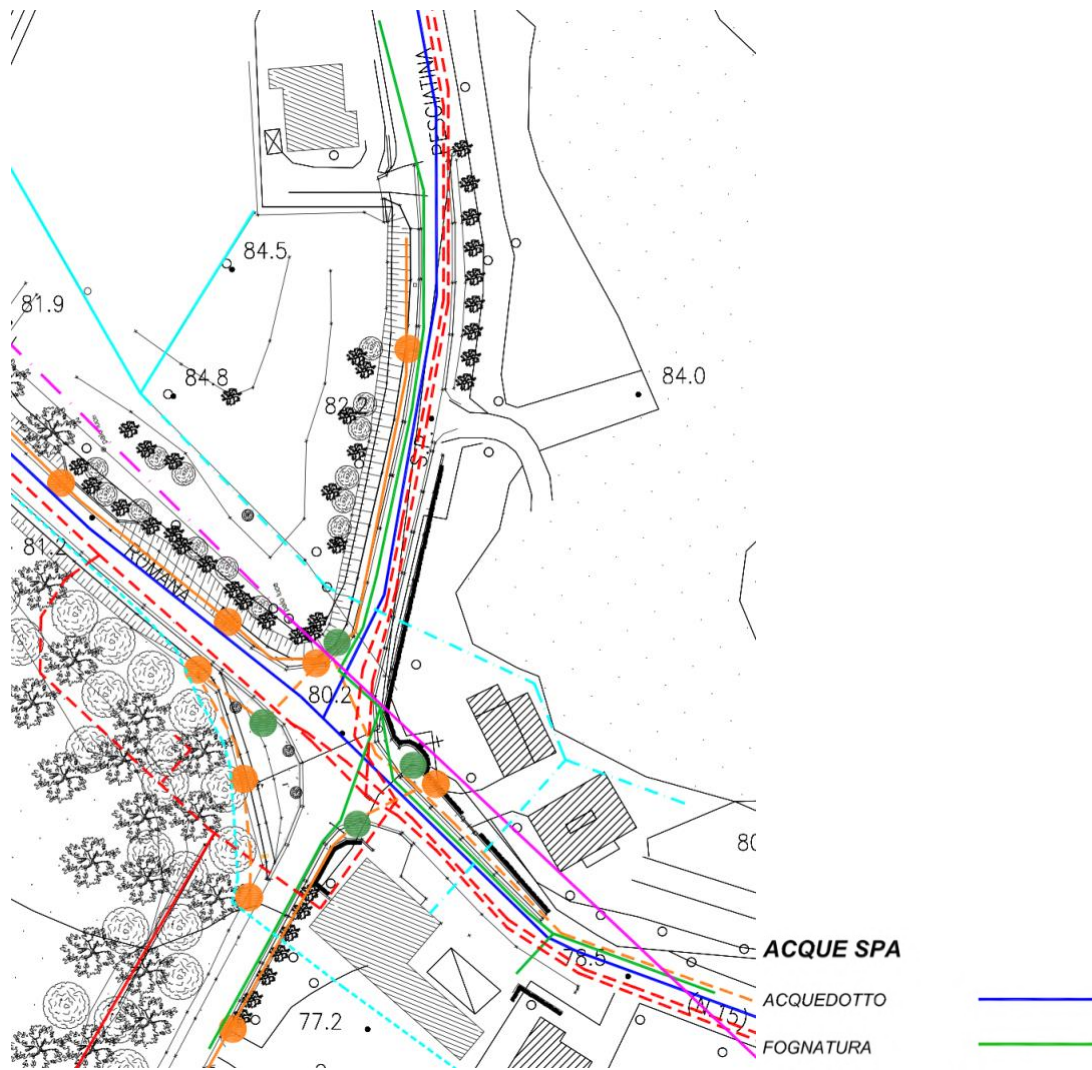 PESCIATINA
84.5
81.9
84.8
82.2
84.0
S.P.
81.2
ROMANA
80.2
80
78.5
(N.15)
77.2
ACQUE SPA
ACQUEDOTTO
FOGNATURA